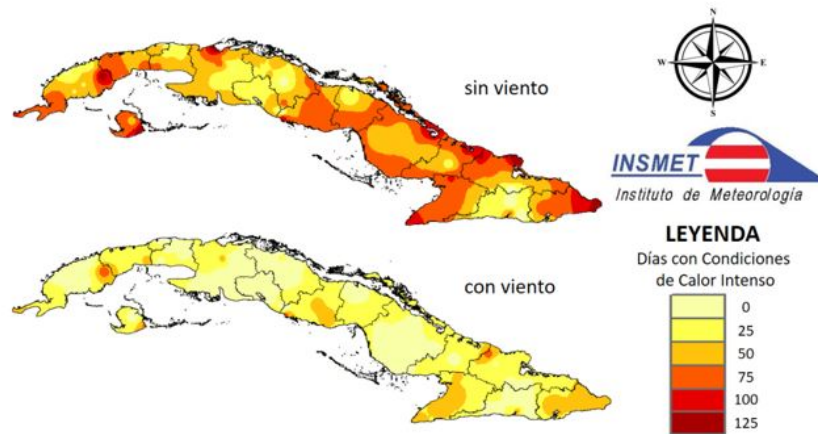 sin viento
N
W
E
S
INSMET
Instituto de Meteorología
con viento
LEYENDA
Días con Condiciones
de Calor Intenso
0
25
50
75
100
125